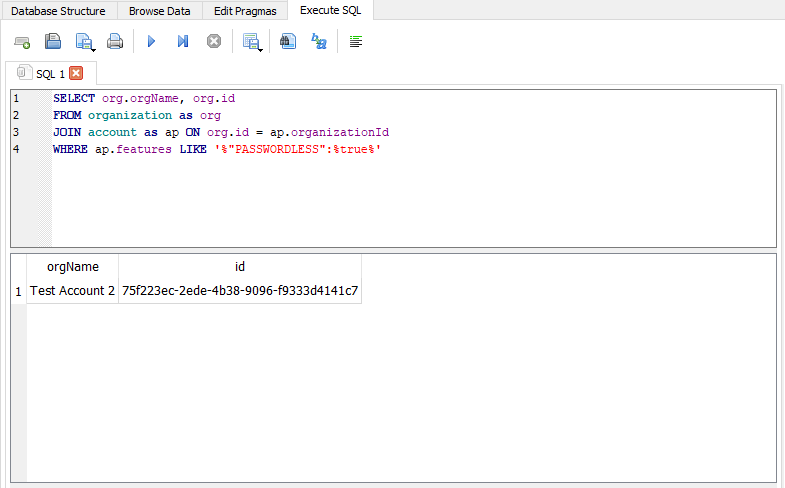 Database Structure Browse Data Edit Pragmas Execute SQL
SQL 1
1 SELECT org.orgName, org.id
2 FROM organization as org
3 JOIN account as ap ON org.id = ap.organizationId
4 WHERE ap.features LIKE '%"PASSWORDLESS":%true%'
orgName id
1 Test Account 2 75f223ec-2ede-4b38-9096-f9333d4141c7